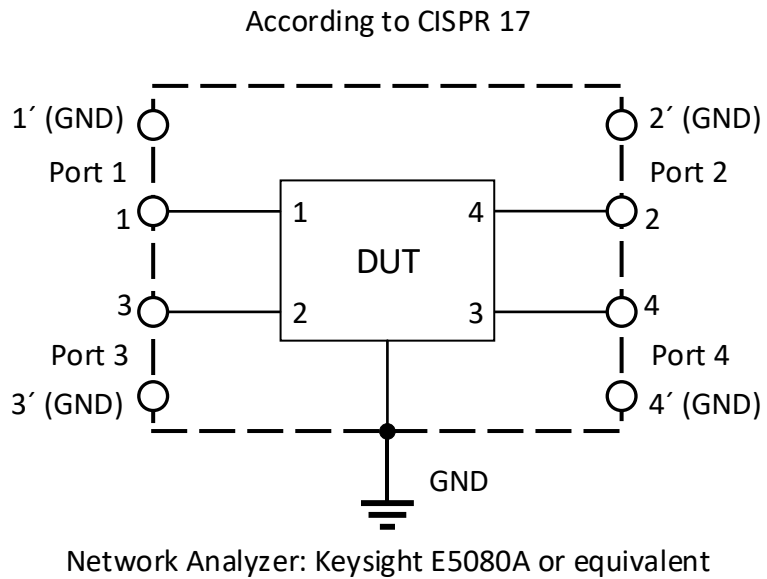 According to CISPR 17
1´ (GND)
2´ (GND)
Port 1
Port 2
1
1
4
2
DUT
3
2
3
4
Port 3
Port 4
3´ (GND)
4´ (GND)
GND
Network Analyzer: Keysight E5080A or equivalent